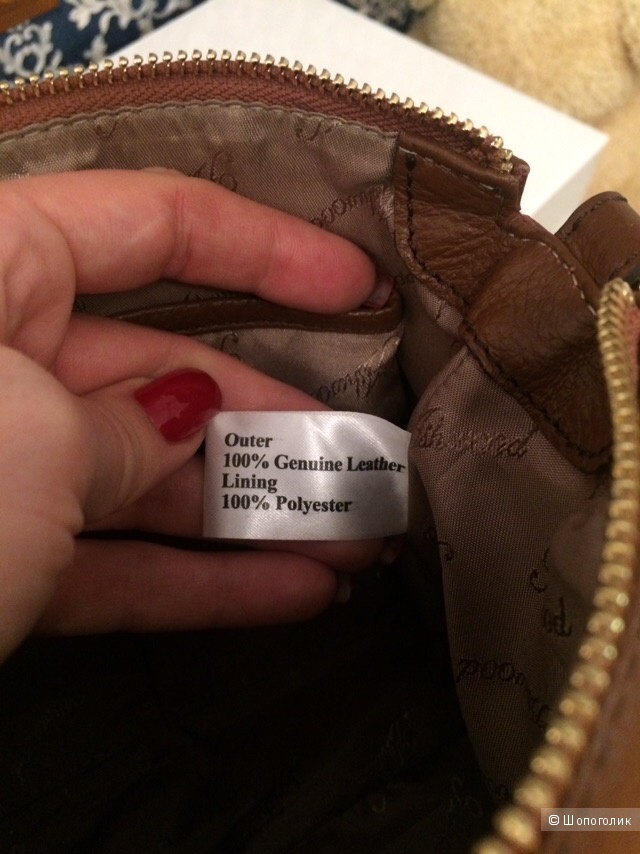 Outer
100% Genuine Leather
Lining
100% Polyester
© Шопоголик